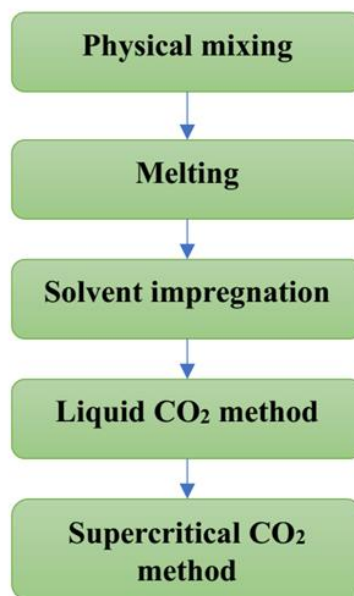 Physical mixing
Melting
Solvent impregnation
Liquid CO₂ method
Supercritical CO₂
method